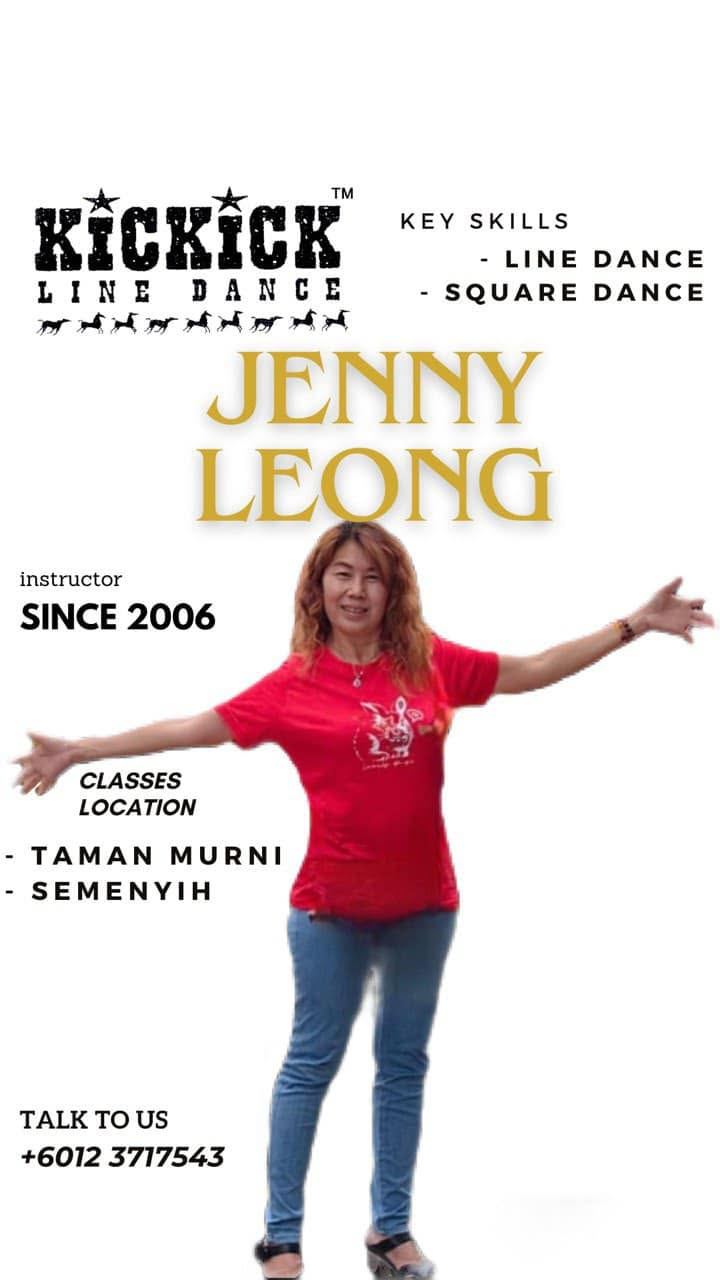 KiCKiCK™
LINE DANCE
KEY SKILLS
- LINE DANCE
- SQUARE DANCE
JENNY
LEONG
instructor
SINCE 2006
CLASSES
LOCATION
- TAMAN MURNI
- SEMENYIH
TALK TO US
+6012 3717543